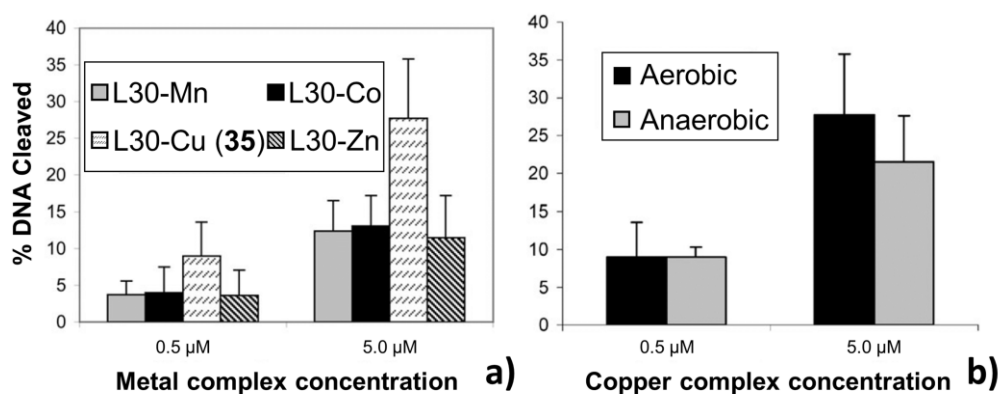 40
35
30
25
20
15
10
5
0
% DNA Cleaved
L30-Mn L30-Co
L30-Cu (35) L30-Zn
0.5 µM 5.0 µM
Metal complex concentration a)
40
35
30
25
20
15
10
5
0
Aerobic
Anaerobic
0.5 µM 5.0 µM
Copper complex concentration b)